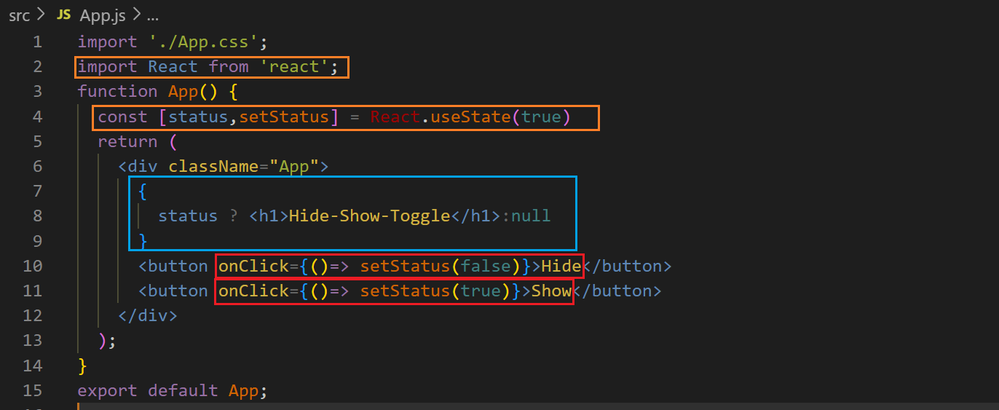 src > JS App.js > ...
1 import './App.css';
2 import React from 'react';
3 function App() {
4 const [status,setStatus] = React.useState(true)
5 return (
6 <div className="App">
7 {
8 status ? <h1>Hide-Show-Toggle</h1>:null
9 }
10 <button onClick={()=> setStatus(false)}>Hide</button>
11 <button onClick={()=> setStatus(true)}>Show</button>
12 </div>
13 );
14 }
15 export default App;